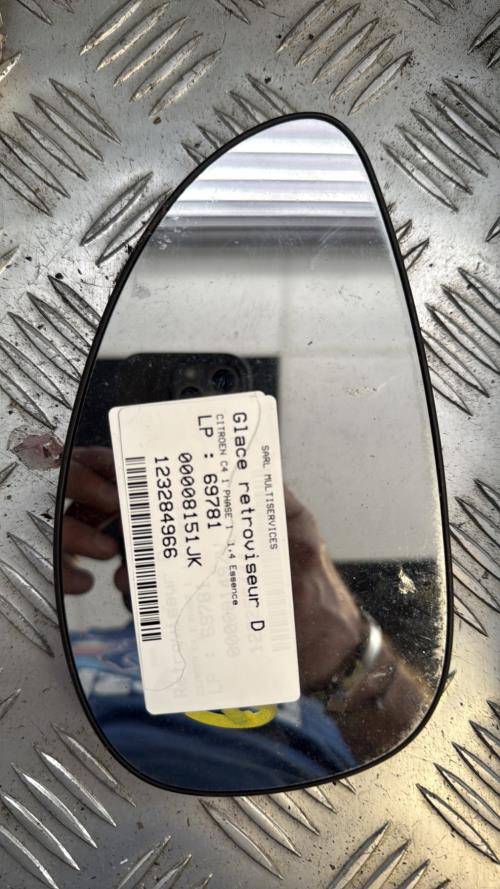 SARL MULTISERVICES
Glace retroviseur D
CITROEN C4 1 PHASE 1 1.4 Essence
LP : 69781
00008151JK
123284966